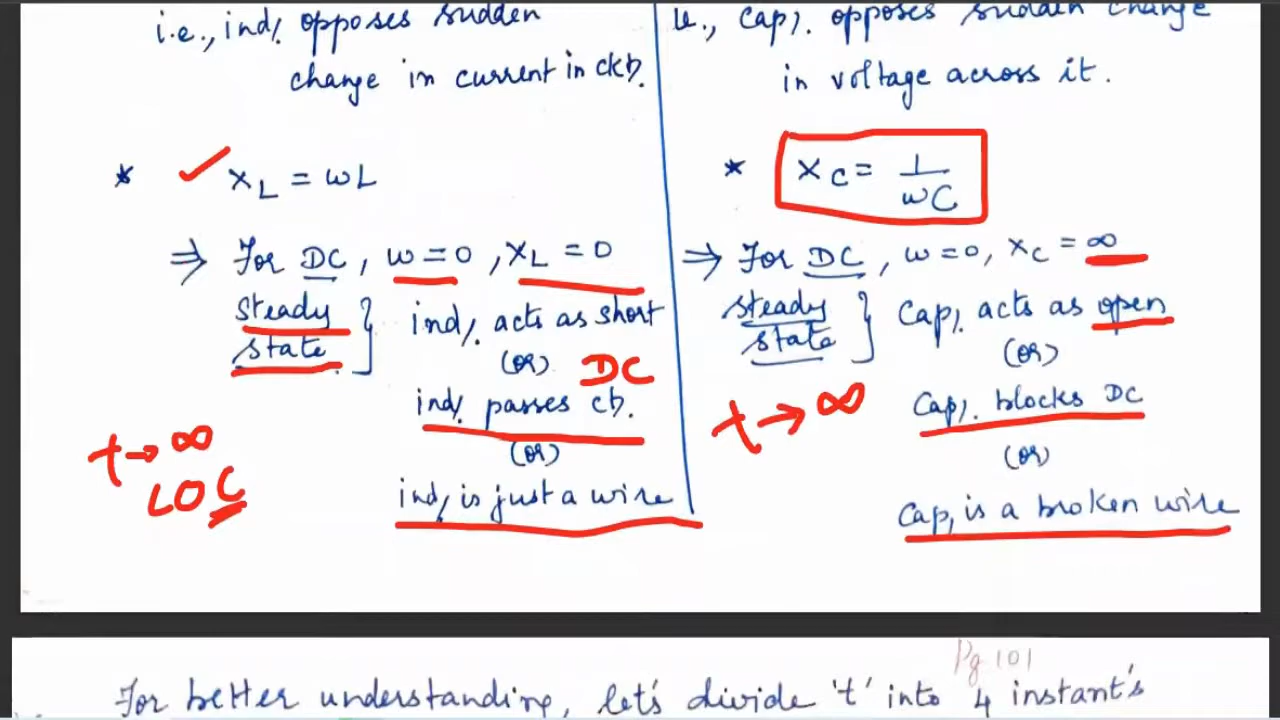 i.e., ind/. opposes sudden
change in current in ckt.
* ✓ XL = ωL
⇒ For DC, ω = 0, XL = 0
steady
state } ind/. acts as short
(or) DC
ind/. passes ct.
(or)
ind/. is just a wire
t → ∞
LOC
i.e., cap/. opposes sudden change
in voltage across it.
* XC = 1/ωC
⇒ For DC, ω = 0, XC = ∞
steady
state } cap/. acts as open
(or)
cap/. blocks DC
(or)
cap/. is a broken wire
t → ∞
Pg 101
For better understanding, let's divide 't' into 4 instant's